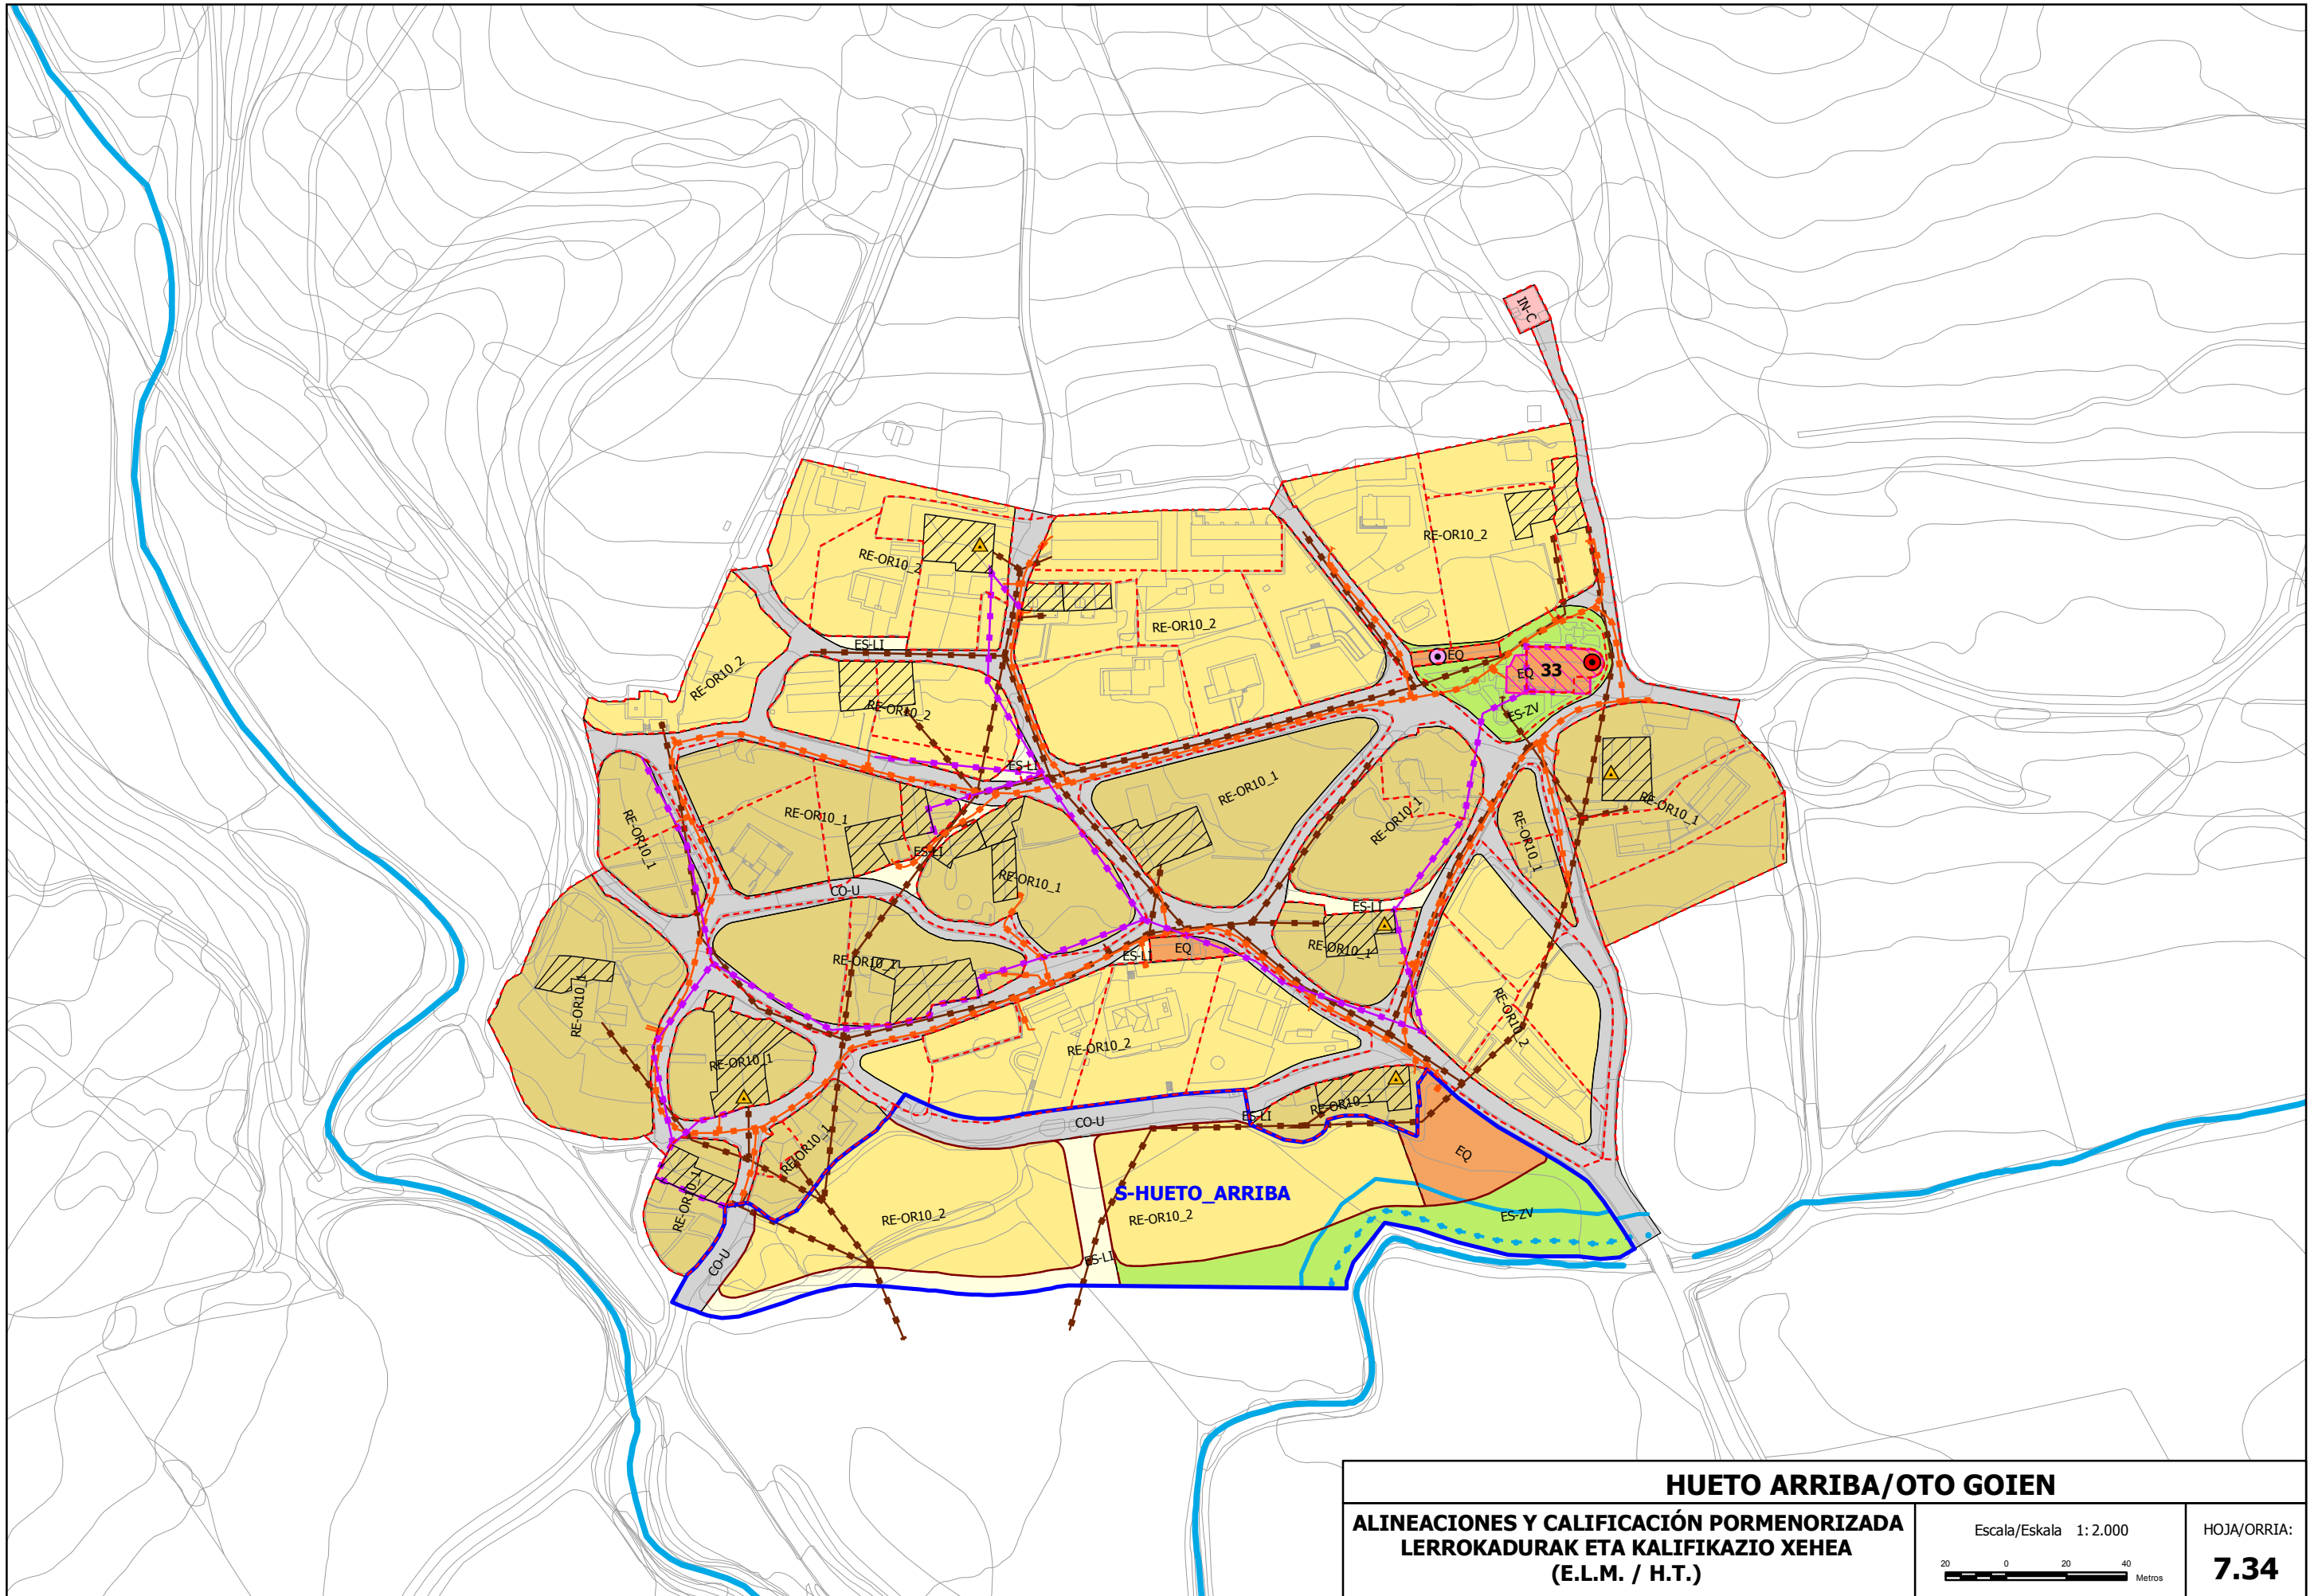 IN-C
RE-OR10_2
RE-OR10_2
RE-OR10_2
ES-LI
EQ
EQ 33
RE-OR10_2
RE-OR10_2
ES-ZV
ES-LI
RE-OR10_1
RE-OR10_1
RE-OR10_1
RE-OR10_1
RE-OR10_1
RE-OR10_1
ES-LI
RE-OR10_1
CO-U
ES-LI
RE-OR10_1
EQ
ES-LI
RE-OR10_1
RE-OR10_1
RE-OR10_2
RE-OR10_2
RE-OR10_1
RE-OR10_1
ES-LI
CO-U
RE-OR10_1
EQ
RE-OR10_1
S-HUETO_ARRIBA
RE-OR10_2
RE-OR10_2
ES-ZV
CO-U
ES-LI
HUETO ARRIBA/OTO GOIEN
ALINEACIONES Y CALIFICACIÓN PORMENORIZADA
LERROKADURAK ETA KALIFIKAZIO XEHEA
(E.L.M. / H.T.)
Escala/Eskala 1:2.000
20 0 20 40
Metros
HOJA/ORRIA:
7.34